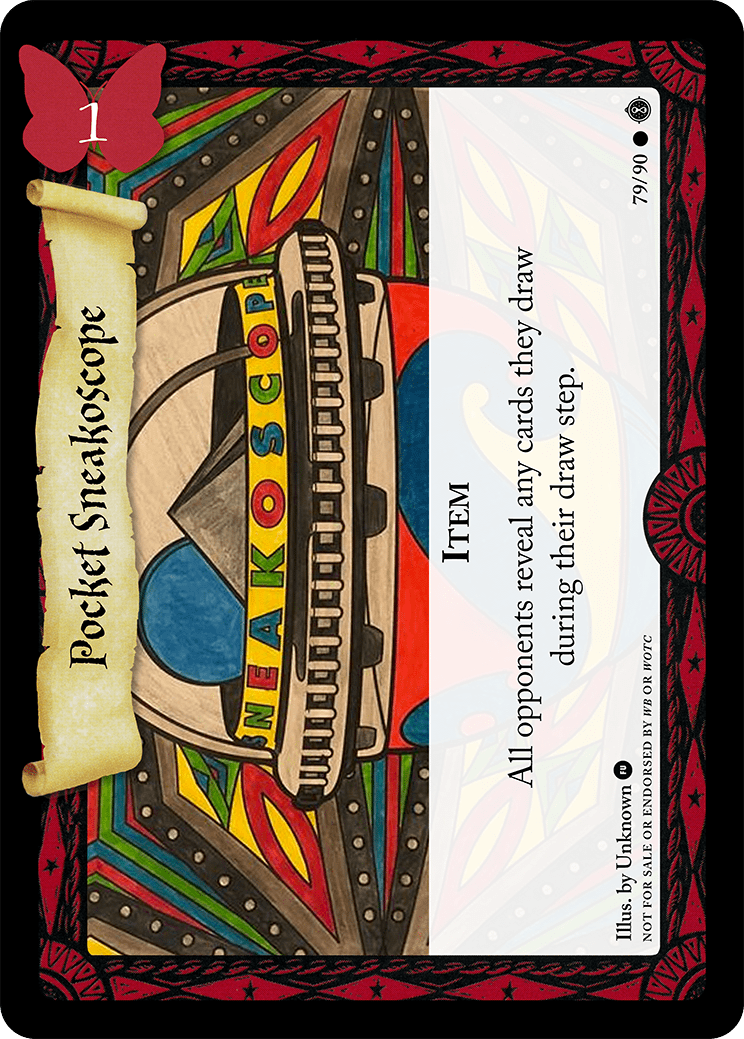 1
Pocket Sneakoscope
SNEAKOSCOPE
ITEM
All opponents reveal any cards they draw
during their draw step.
Illus. by Unknown FU
NOT FOR SALE OR ENDORSED BY WB OR WOTC
79/90